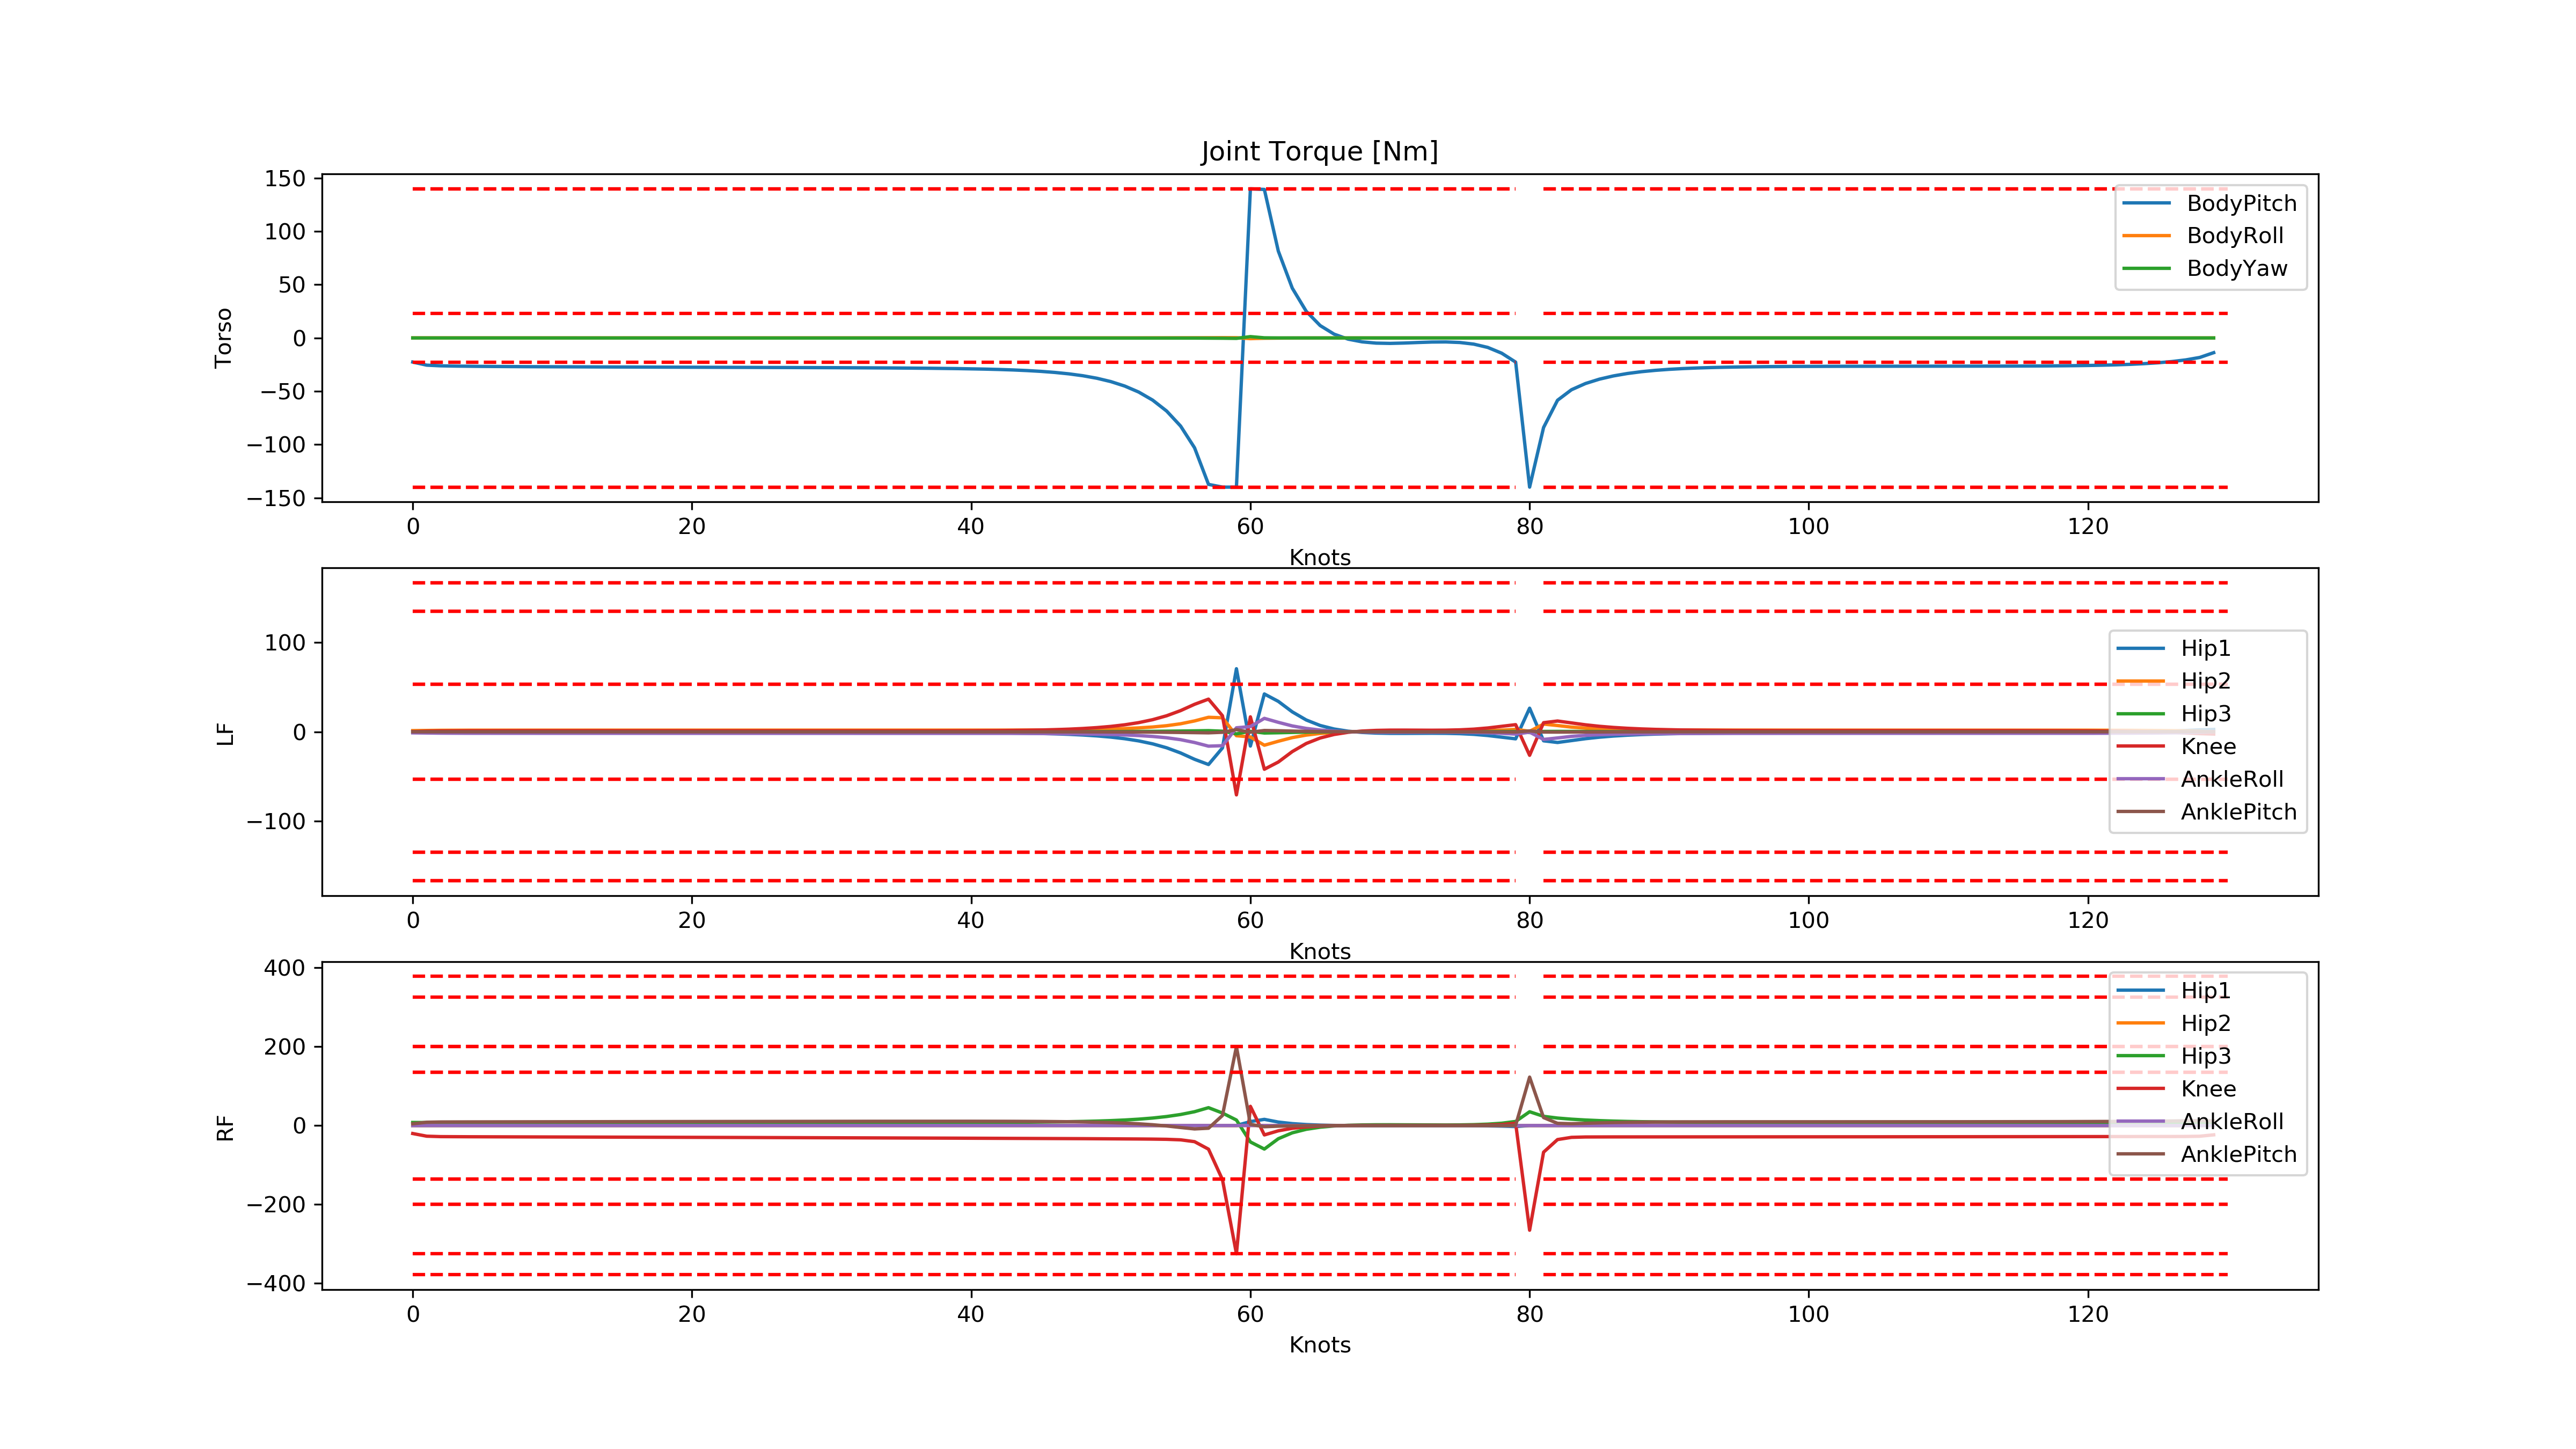 Joint Torque [Nm]
150
100
50
0
−50
−100
−150
Torso
BodyPitch
BodyRoll
BodyYaw
0 20 40 60 80 100 120
Knots
100
0
−100
LF
Hip1
Hip2
Hip3
Knee
AnkleRoll
AnklePitch
0 20 40 60 80 100 120
Knots
400
200
0
−200
−400
RF
Hip1
Hip2
Hip3
Knee
AnkleRoll
AnklePitch
0 20 40 60 80 100 120
Knots